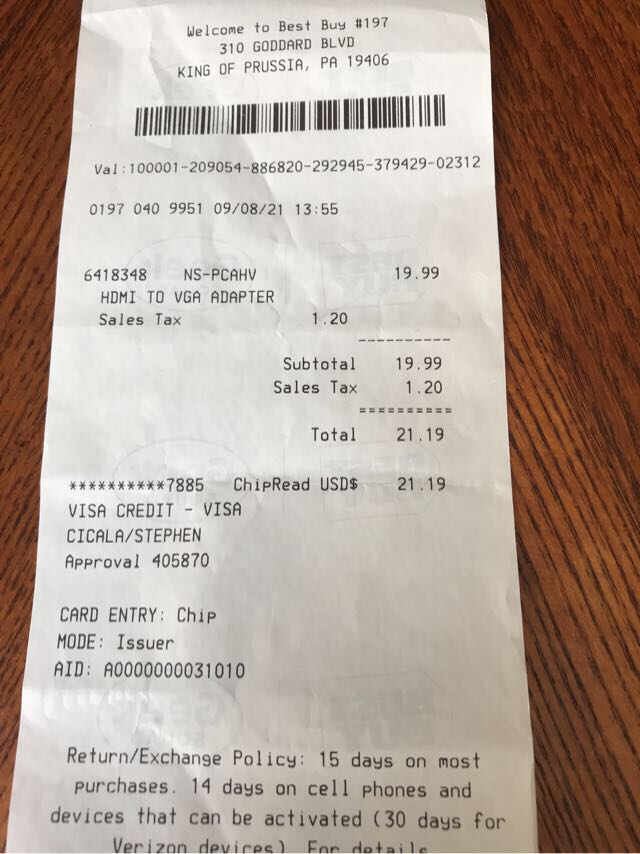 Welcome to Best Buy #197
310 GODDARD BLVD
KING OF PRUSSIA, PA 19406
Val:100001-209054-886820-292945-379429-02312
0197 040 9951 09/08/21 13:55
6418348 NS-PCAHV 19.99
HDMI TO VGA ADAPTER
Sales Tax 1.20
----------
Subtotal 19.99
Sales Tax 1.20
==========
Total 21.19
**********7885 ChipRead USD$ 21.19
VISA CREDIT - VISA
CICALA/STEPHEN
Approval 405870
CARD ENTRY: Chip
MODE: Issuer
AID: A0000000031010
Return/Exchange Policy: 15 days on most
purchases. 14 days on cell phones and
devices that can be activated (30 days for
Verizon devices). For details